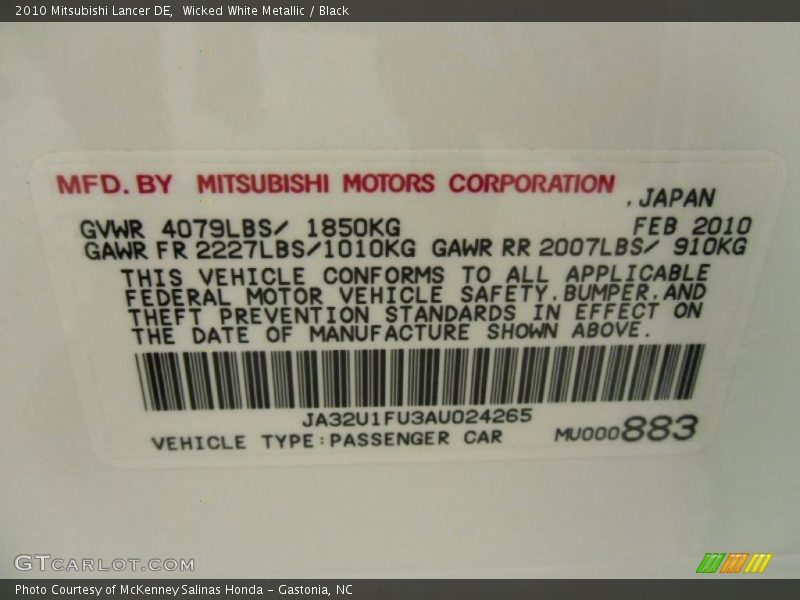 2010 Mitsubishi Lancer DE,  Wicked White Metallic / Black
MFD. BY MITSUBISHI MOTORS CORPORATION
, JAPAN
GVWR 4079LBS/ 1850KG FEB 2010
GAWR FR 2227LBS/1010KG GAWR RR 2007LBS/ 910KG
THIS VEHICLE CONFORMS TO ALL APPLICABLE
FEDERAL MOTOR VEHICLE SAFETY,BUMPER,AND
THEFT PREVENTION STANDARDS IN EFFECT ON
THE DATE OF MANUFACTURE SHOWN ABOVE.
JA32U1FU3AU024265
VEHICLE TYPE:PASSENGER CAR MU000883
GTCARLOT.COM
Photo Courtesy of McKenney Salinas Honda - Gastonia, NC